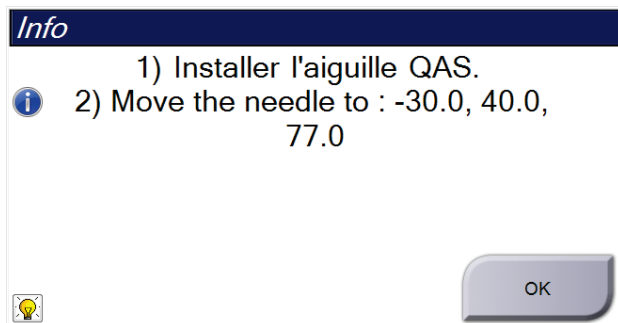 Info
1) Installer l'aiguille QAS.
2) Move the needle to : -30.0, 40.0,
77.0
OK